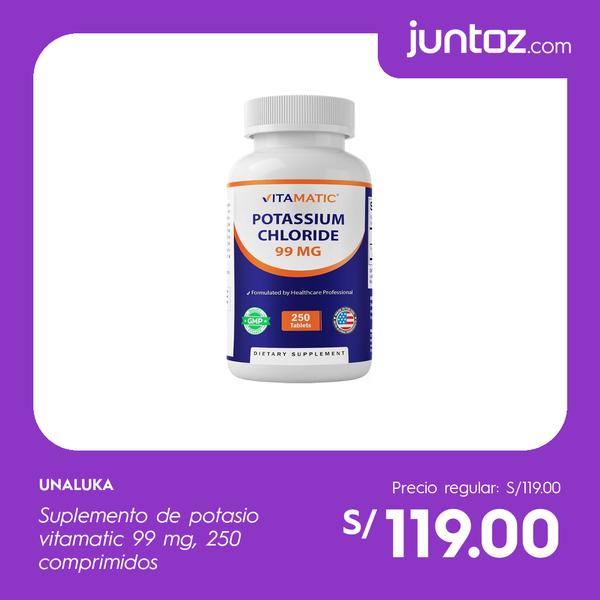 juntoz.com
VITAMATIC®
POTASSIUM
CHLORIDE
99 MG
✓ Formulated by Healthcare Professional
GMP
250
Tablets
DIETARY SUPPLEMENT
UNALUKA
Precio regular: S/119.00
Suplemento de potasio
vitamatic 99 mg, 250
comprimidos
S/ 119.00